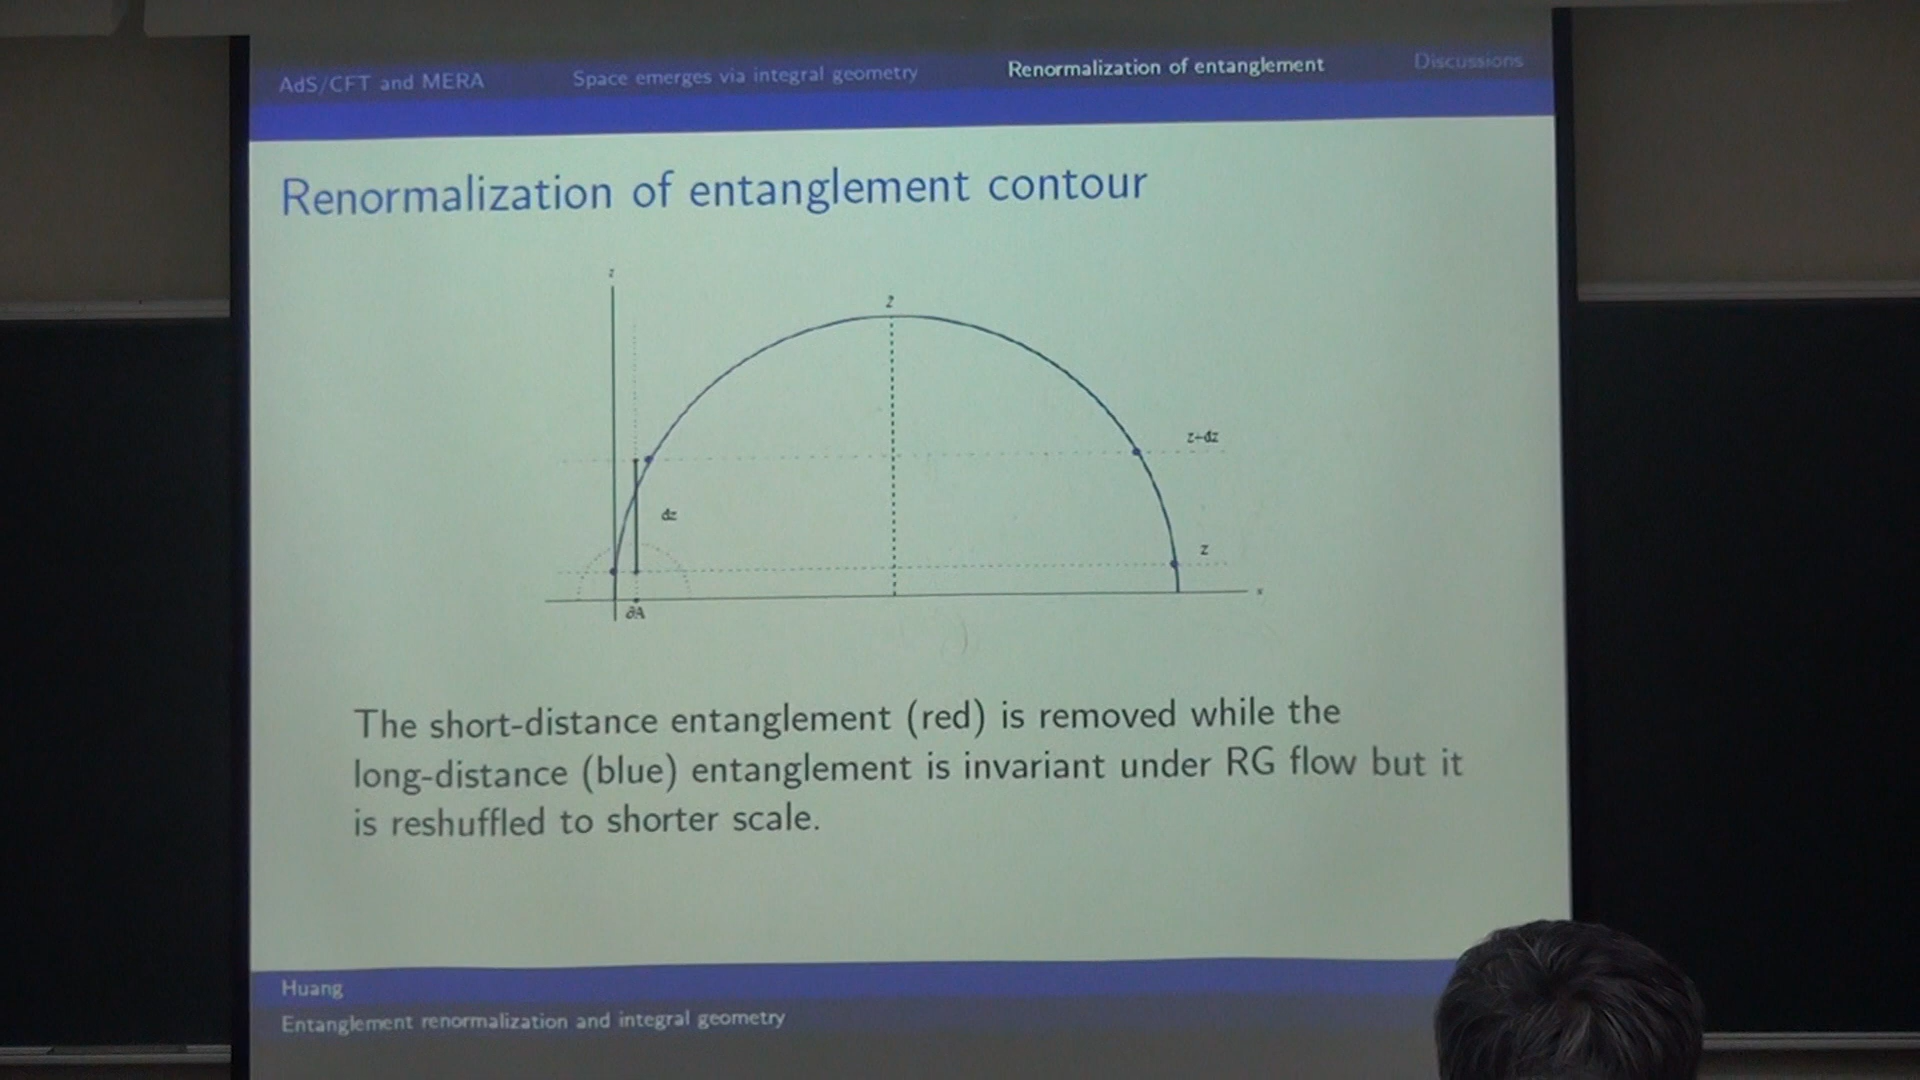 AdS/CFT and MERA Space emerges via integral geometry Renormalization of entanglement Discussions
Renormalization of entanglement contour
z
2
z+dz
dz
z
∂A
x
The short-distance entanglement (red) is removed while the
long-distance (blue) entanglement is invariant under RG flow but it
is reshuffled to shorter scale.
Huang
Entanglement renormalization and integral geometry